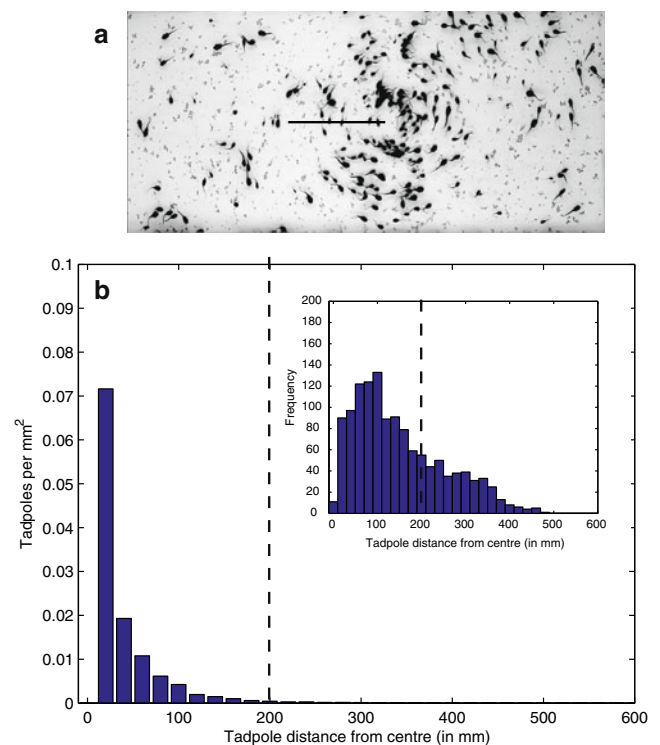 a
b
0.1
0.09
0.08
0.07
0.06
0.05
0.04
0.03
0.02
0.01
0
Tadpoles per mm²
0 100 200 300 400 500 600
Tadpole distance from centre (in mm)
200
180
160
140
120
100
80
60
40
20
0
Frequency
0 100 200 300 400 500 600
Tadpole distance from centre (in mm)